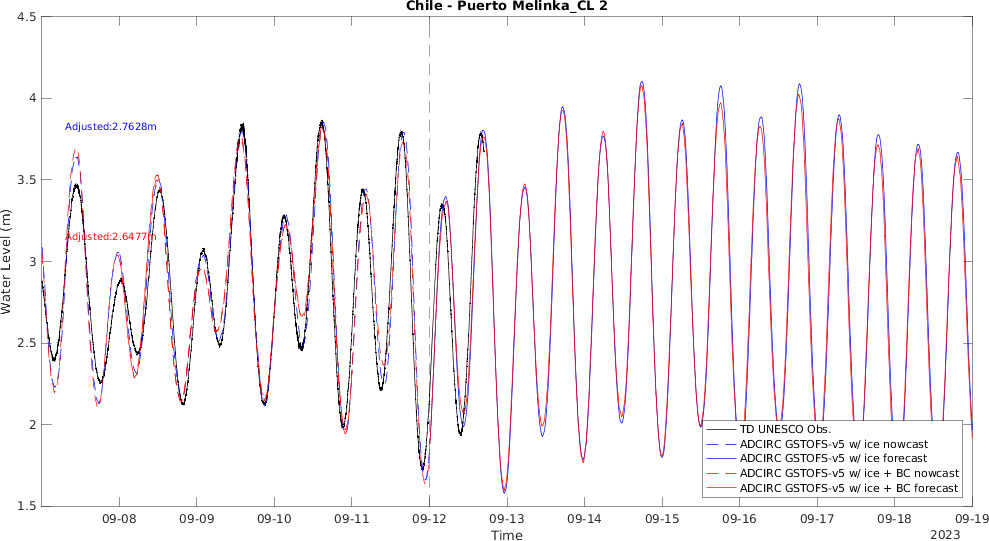 Chile - Puerto Melinka_CL 2
4.5
4
3.5
3
2.5
2
1.5
Water Level (m)
Adjusted:2.7628m
Adjusted:2.6477m
TD UNESCO Obs.
ADCIRC GSTOFS-v5 w/ ice nowcast
ADCIRC GSTOFS-v5 w/ ice forecast
ADCIRC GSTOFS-v5 w/ ice + BC nowcast
ADCIRC GSTOFS-v5 w/ ice + BC forecast
09-08 09-09 09-10 09-11 09-12 09-13 09-14 09-15 09-16 09-17 09-18 09-19
Time
2023